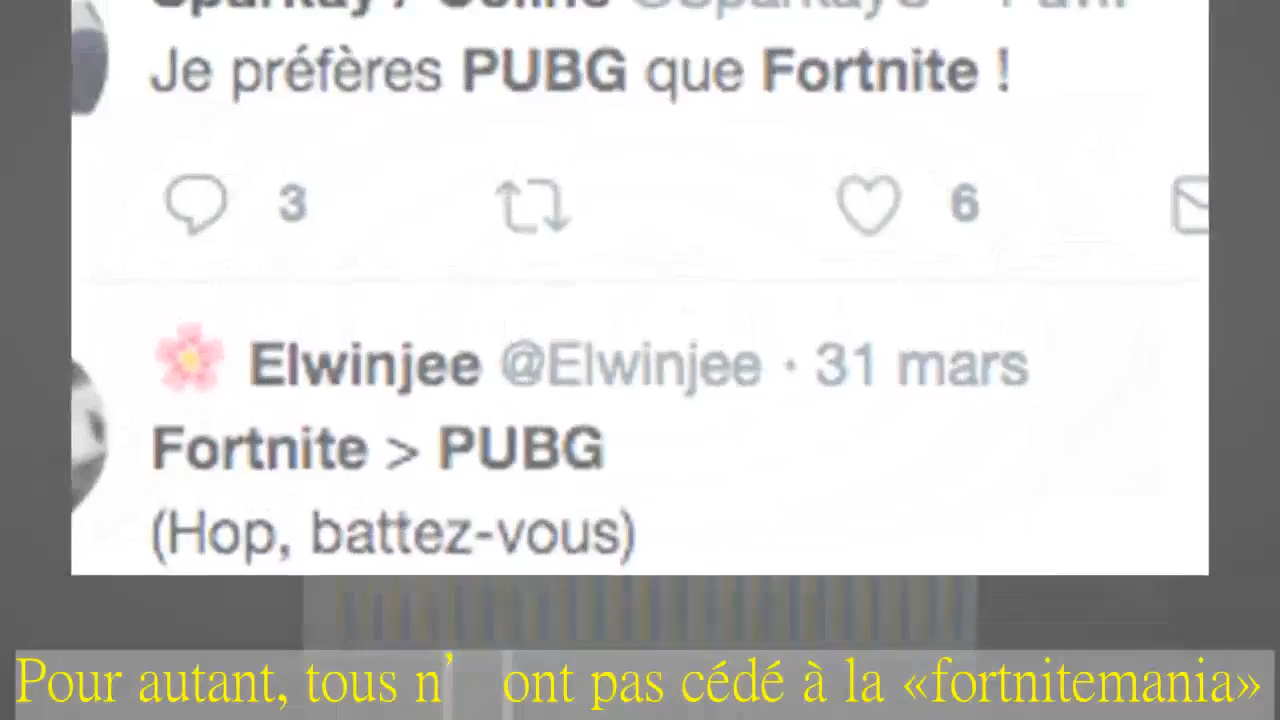 Je préfères PUBG que Fortnite !
3 6
Elwinjee @Elwinjee · 31 mars
Fortnite > PUBG
(Hop, battez-vous)
Pour autant, tous n’ont pas cédé à la «fortnitemania»